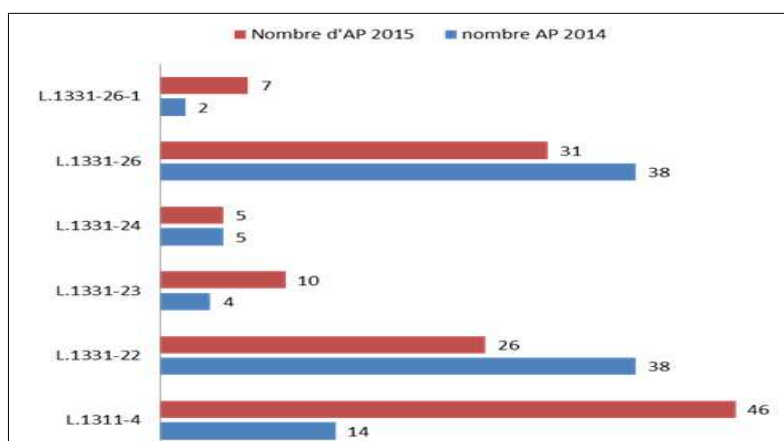 Nombre d'AP 2015 nombre AP 2014
L.1331-26-1 7
2
L.1331-26 31
38
L.1331-24 5
5
L.1331-23 10
4
L.1331-22 26
38
L.1311-4 46
14